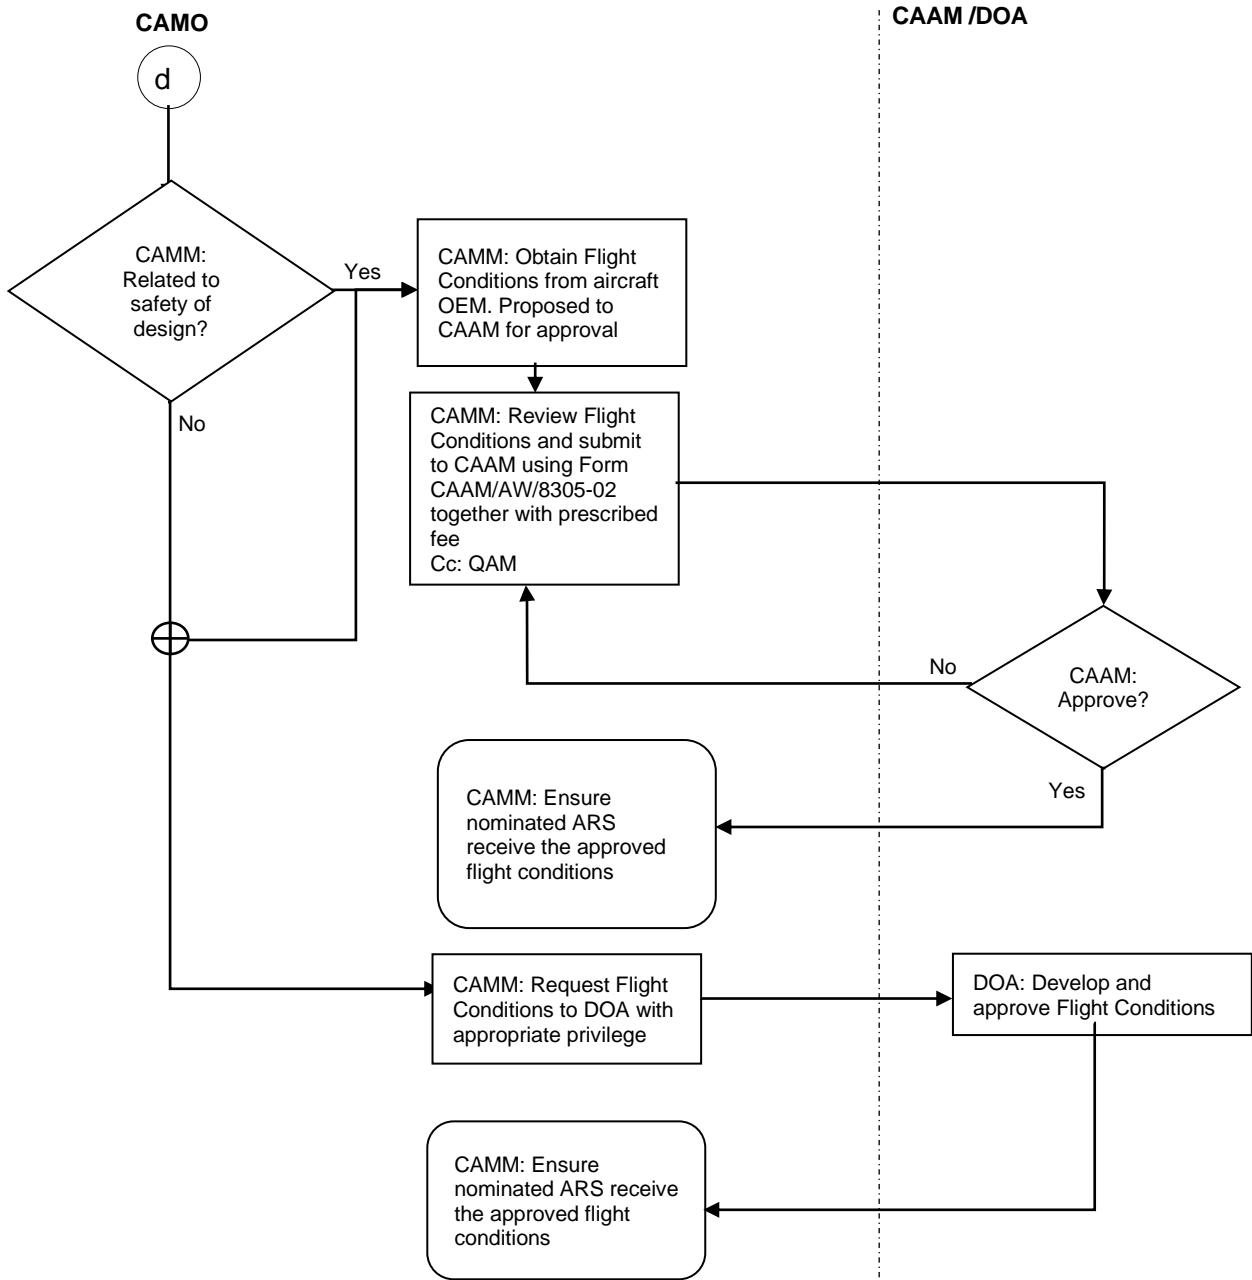 CAMO
CAAM /DOA
d
CAMM:
Related to
safety of
design?
Yes
CAMM: Obtain Flight
Conditions from aircraft
OEM. Proposed to
CAAM for approval
No
CAMM: Review Flight
Conditions and submit
to CAAM using Form
CAAM/AW/8305-02
together with prescribed
fee
Cc: QAM
No
CAAM:
Approve?
Yes
CAMM: Ensure
nominated ARS
receive the approved
flight conditions
CAMM: Request Flight
Conditions to DOA with
appropriate privilege
DOA: Develop and
approve Flight Conditions
CAMM: Ensure
nominated ARS receive
the approved flight
conditions